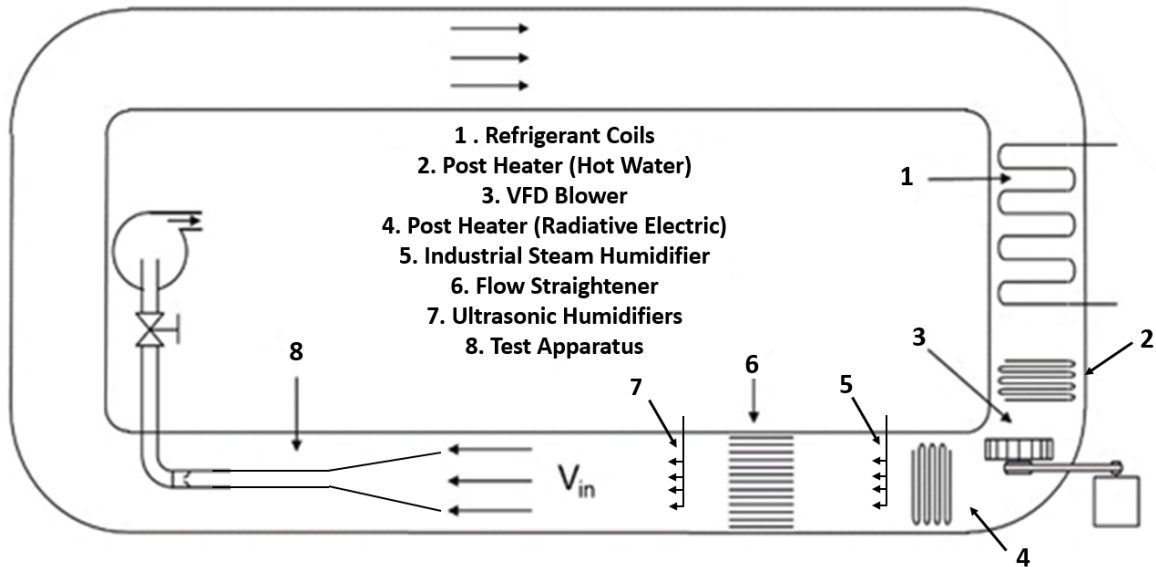 1 . Refrigerant Coils
2. Post Heater (Hot Water)
3. VFD Blower
4. Post Heater (Radiative Electric)
5. Industrial Steam Humidifier
6. Flow Straightener
7. Ultrasonic Humidifiers
8. Test Apparatus
1
2
3
8
6
7
5
Vin
4